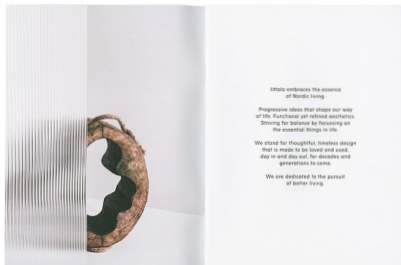 Iittala embraces the essence
of Nordic living.
Progressive ideas that shape our way
of life. Functional yet refined aesthetics.
Striving for balance by focussing on
the essential things in life.
We stand for thoughtful, timeless design
that is made to be loved and used,
day in and day out, for decades and
generations to come.
We are dedicated to the pursuit
of better living.